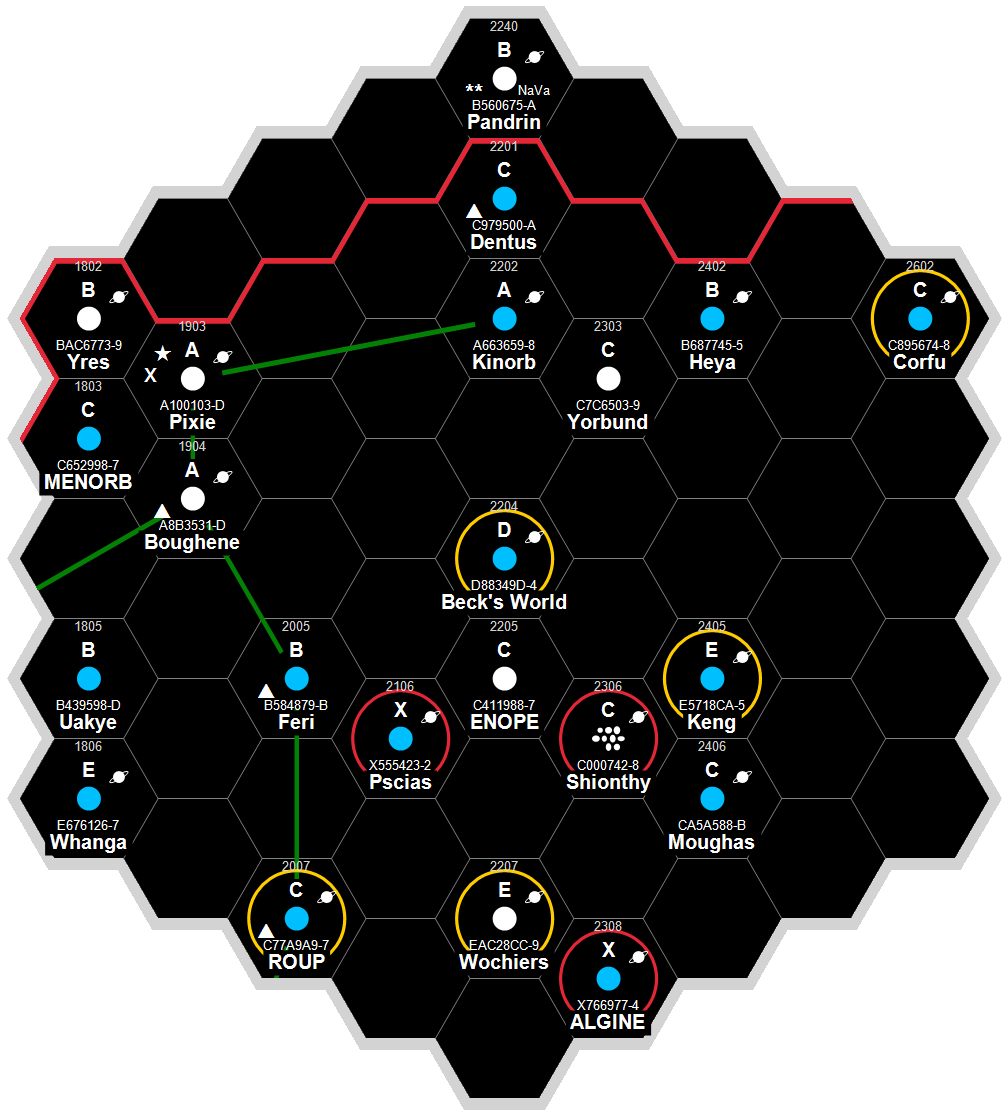 2240
B
** NaVa
B560675-A
Pandrin
2201
C
C979500-A
Dentus
1802
B
BAC6773-9
Yres
2202
A
A663659-8
Kinorb
2402
B
B687745-5
Heya
2602
C
C895674-8
Corfu
1903
A
X
A100103-D
Pixie
2303
C
C7C6503-9
Yorbund
1803
C
C652998-7
MENORB
1904
A
A8B3531-D
Boughene
2204
D
D88349D-4
Beck's World
1805
B
B439598-D
Uakye
2005
B
B584879-B
Feri
2205
C
C411988-7
ENOPE
2405
E
E5718CA-5
Keng
2106
X
X555423-2
Pscias
2306
C
C000742-8
Shionthy
1806
E
E676126-7
Whanga
2406
C
CA5A588-B
Moughas
2007
C
C77A9A9-7
ROUP
2207
E
EAC28CC-9
Wochiers
2308
X
X766977-4
ALGINE